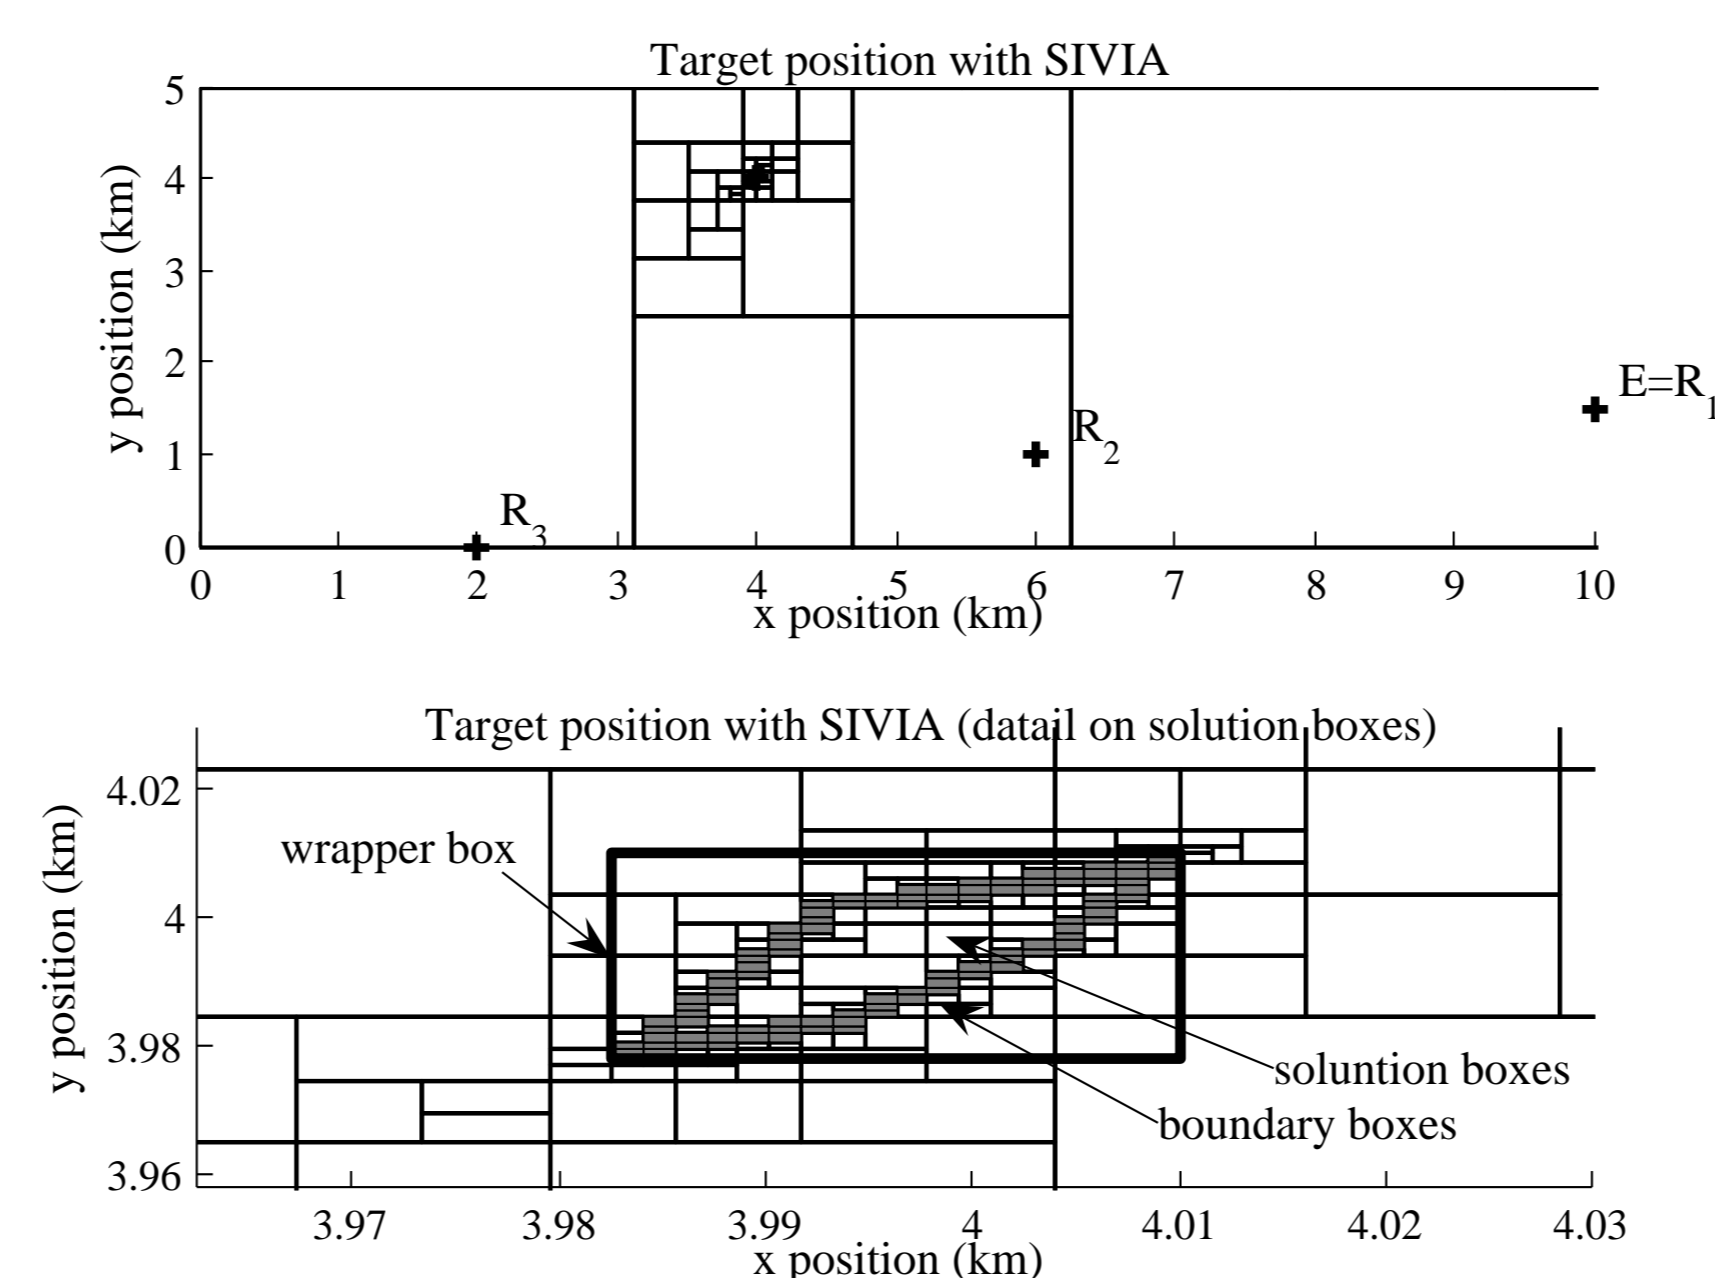 Target position with SIVIA
5
4
3
2
1
0
y position (km)
E=R1
R2
R3
0 1 2 3 4 5 6 7 8 9 10
x position (km)
Target position with SIVIA (datail on solution boxes)
4.02
4
3.98
3.96
y position (km)
wrapper box
soluntion boxes
boundary boxes
3.97 3.98 3.99 4 4.01 4.02 4.03
x position (km)